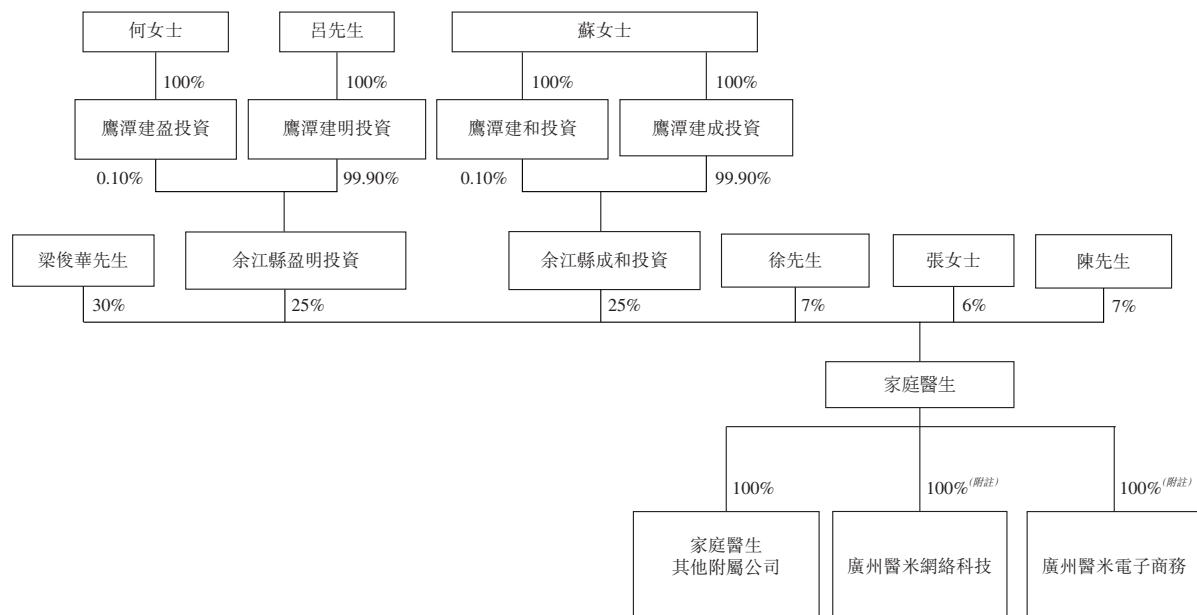 何女士
呂先生
蘇女士
100%
100%
100%
100%
鷹潭建盈投資
鷹潭建明投資
鷹潭建和投資
鷹潭建成投資
0.10%
99.90%
0.10%
99.90%
梁俊華先生
余江縣盈明投資
余江縣成和投資
徐先生
張女士
陳先生
30%
25%
25%
7%
6%
7%
家庭醫生
100%
100%(附註)
100%(附註)
家庭醫生
其他附屬公司
廣州醫米網絡科技
廣州醫米電子商務